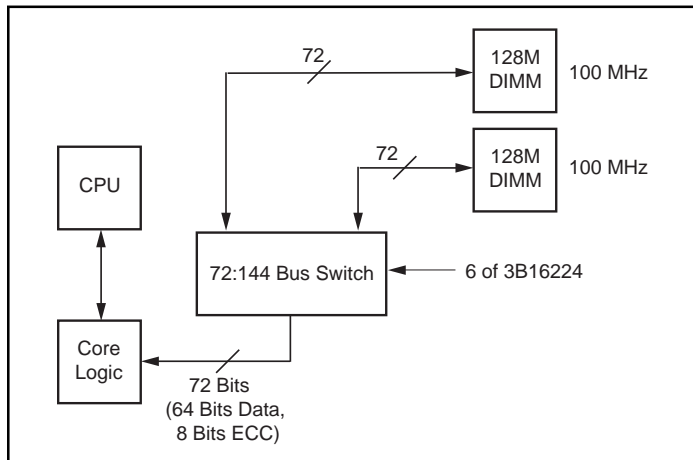 72
128M
DIMM
100 MHz
72
128M
DIMM
100 MHz
CPU
72:144 Bus Switch
6 of 3B16224
Core
Logic
72 Bits
(64 Bits Data,
8 Bits ECC)